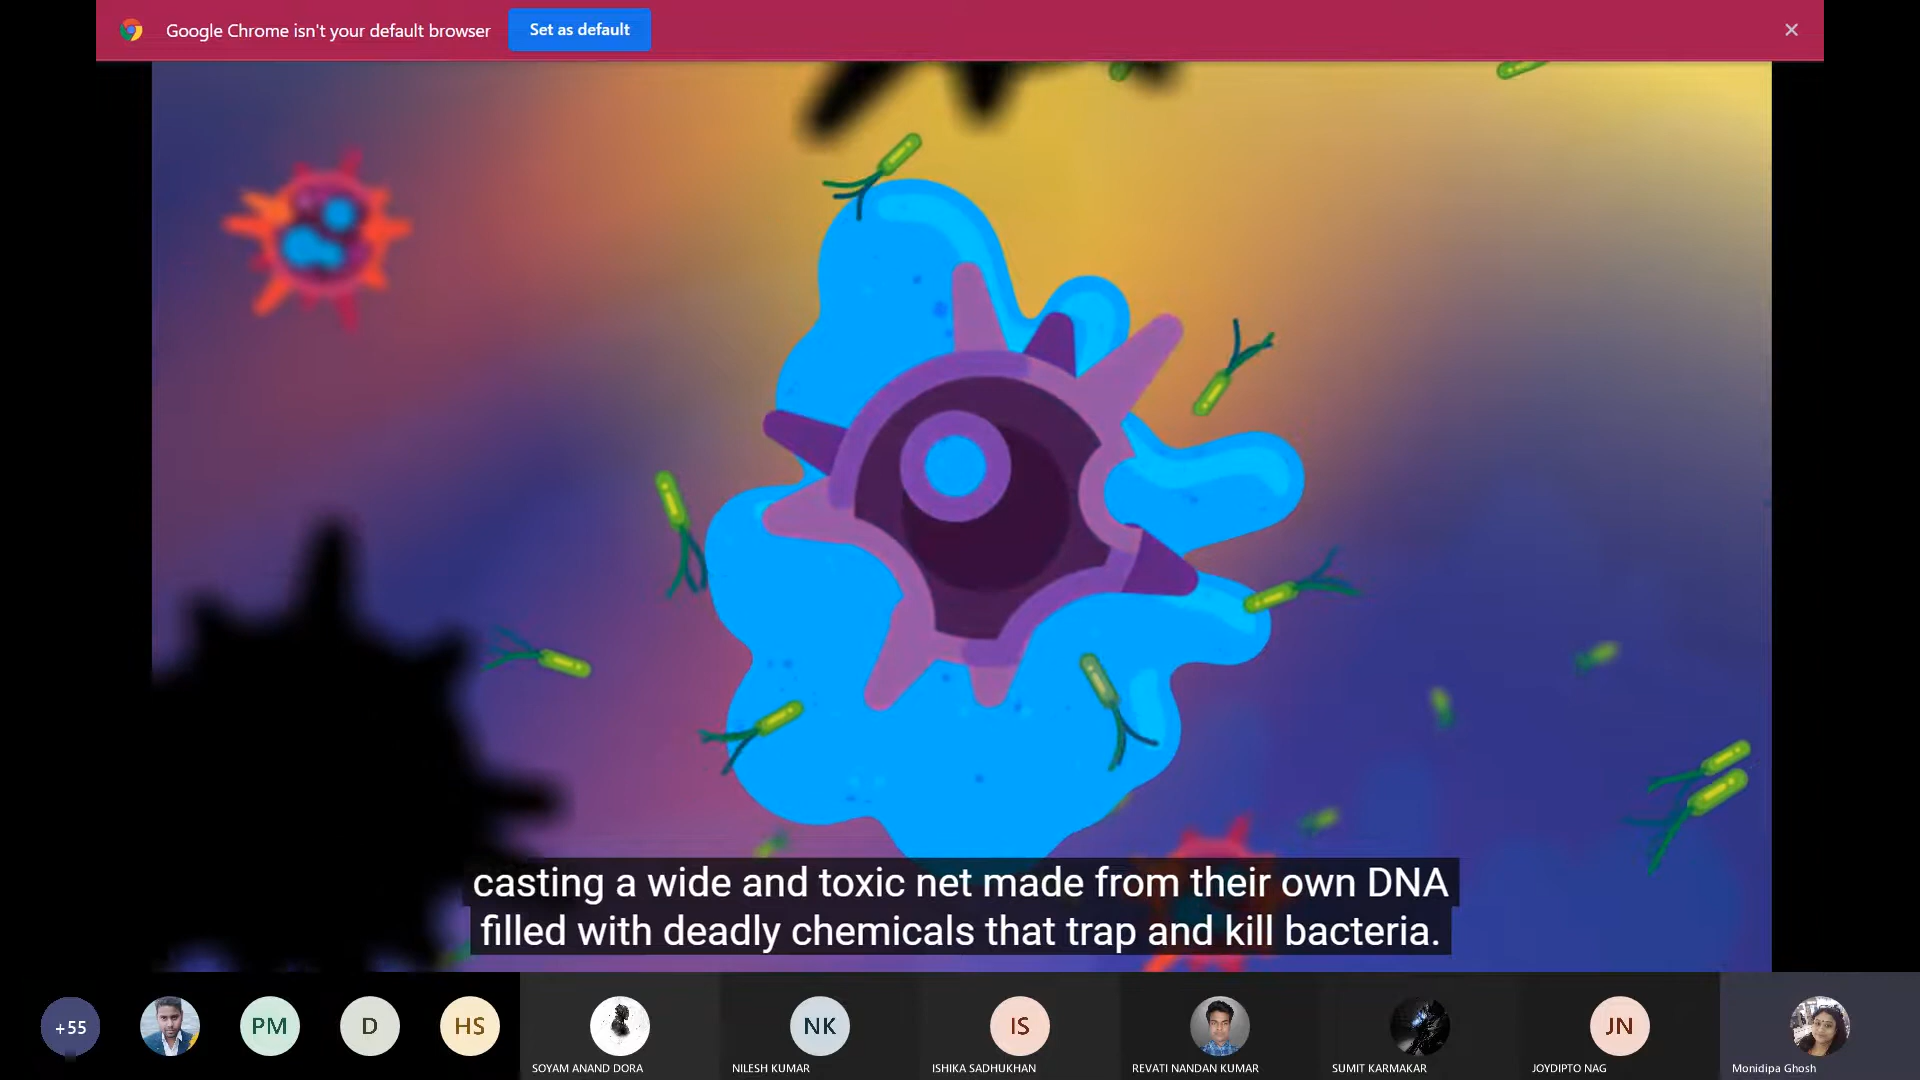 Google Chrome isn't your default browser
Set as default
casting a wide and toxic net made from their own DNA
filled with deadly chemicals that trap and kill bacteria.
+55
PM
D
HS
NK
IS
JN
SOYAM ANAND DORA
NILESH KUMAR
ISHIKA SADHUKHAN
REVATI NANDAN KUMAR
SUMIT KARMAKAR
JOYDIPTO NAG
Monidipa Ghosh